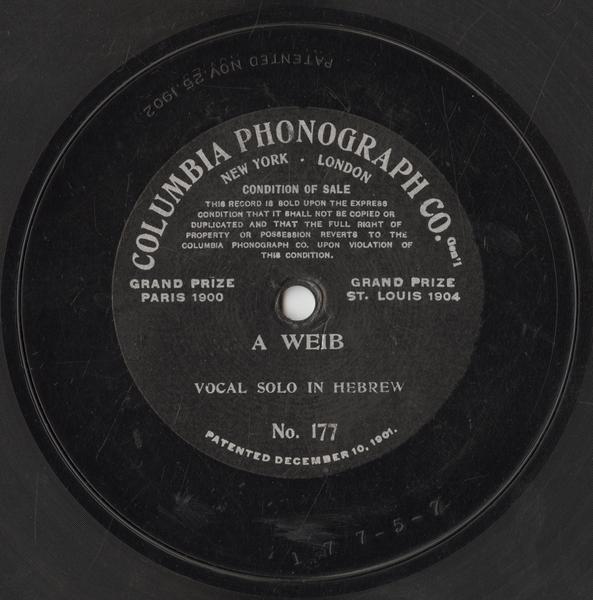 PATENTED NOV. 25, 1902
COLUMBIA PHONOGRAPH CO. Gen'l
NEW YORK · LONDON
CONDITION OF SALE
THIS RECORD IS SOLD UPON THE EXPRESS
CONDITION THAT IT SHALL NOT BE COPIED OR
DUPLICATED AND THAT THE FULL RIGHT OF
PROPERTY OR POSSESSION REVERTS TO THE
COLUMBIA PHONOGRAPH CO. UPON VIOLATION OF
THIS CONDITION.
GRAND PRIZE
PARIS 1900
GRAND PRIZE
ST. LOUIS 1904
A WEIB
VOCAL SOLO IN HEBREW
No. 177
PATENTED DECEMBER 10, 1901.
177-5-7